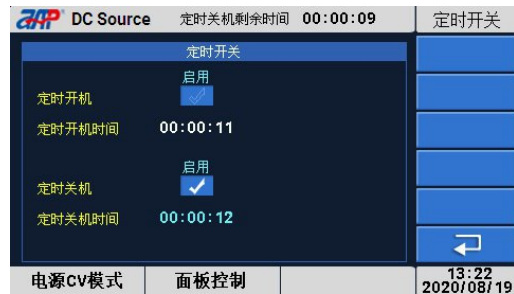 AAP DC Source 定时关机剩余时间 00:00:09 定时开关
定时开关
启用
定时开机
定时开机时间 00:00:11
启用
定时关机
定时关机时间 00:00:12
电源CV模式 面板控制 13:22
2020/08/19